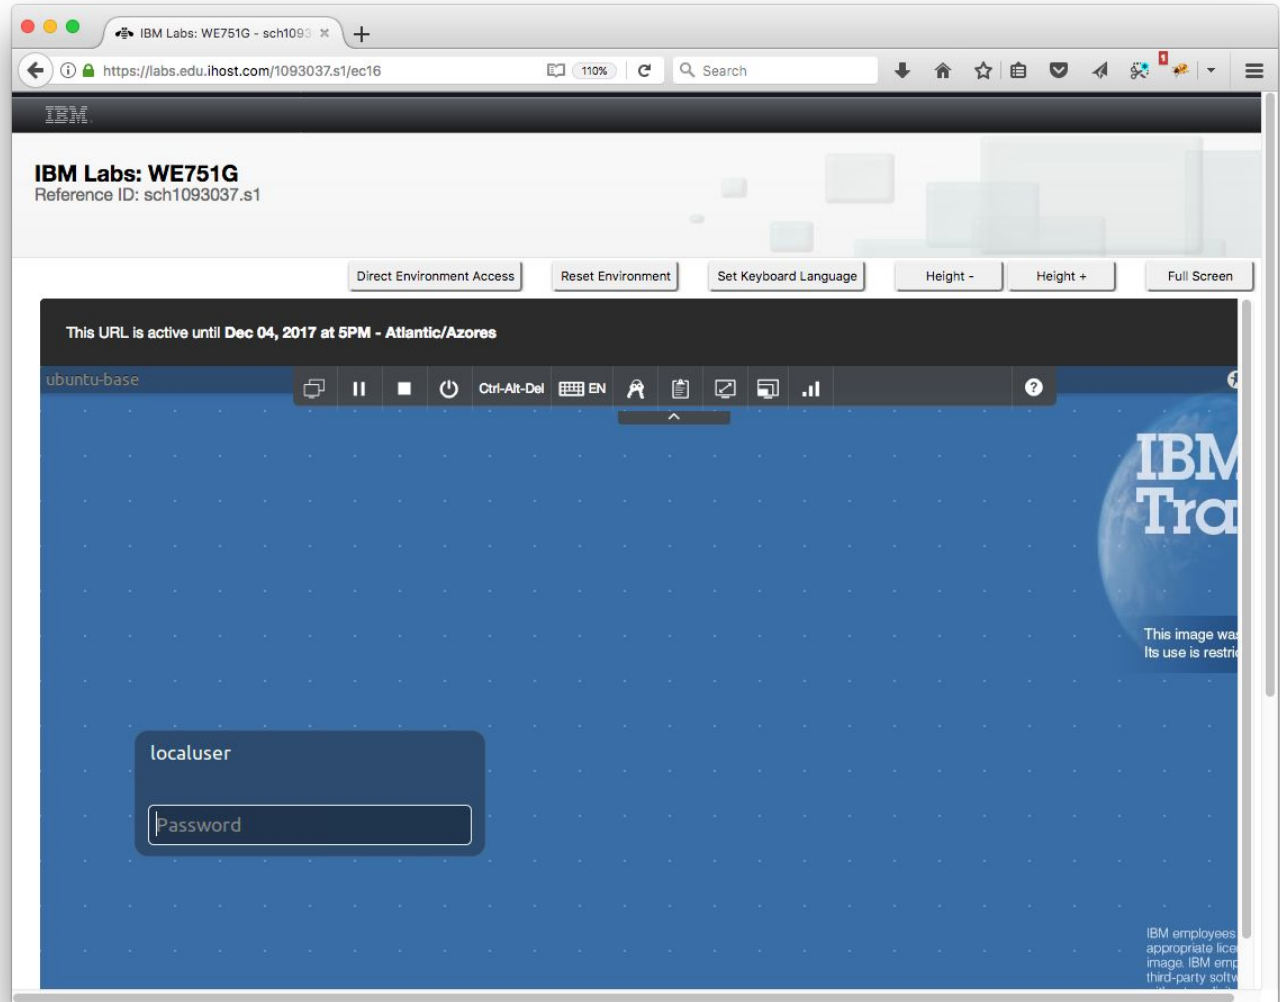 IBM Labs: WE751G - sch1093
https://labs.edu.ihost.com/1093037.s1/ec16
110%
Search
1
IBM
IBM Labs: WE751G
Reference ID: sch1093037.s1
Direct Environment Access
Reset Environment
Set Keyboard Language
Height -
Height +
Full Screen
This URL is active until Dec 04, 2017 at 5PM - Atlantic/Azores
ubuntu-base
Ctrl-Alt-Del
EN
?
IBM
Tra
This image was
Its use is restri
localuser
Password
IBM employees
appropriate lice
image. IBM emp
third-party softw